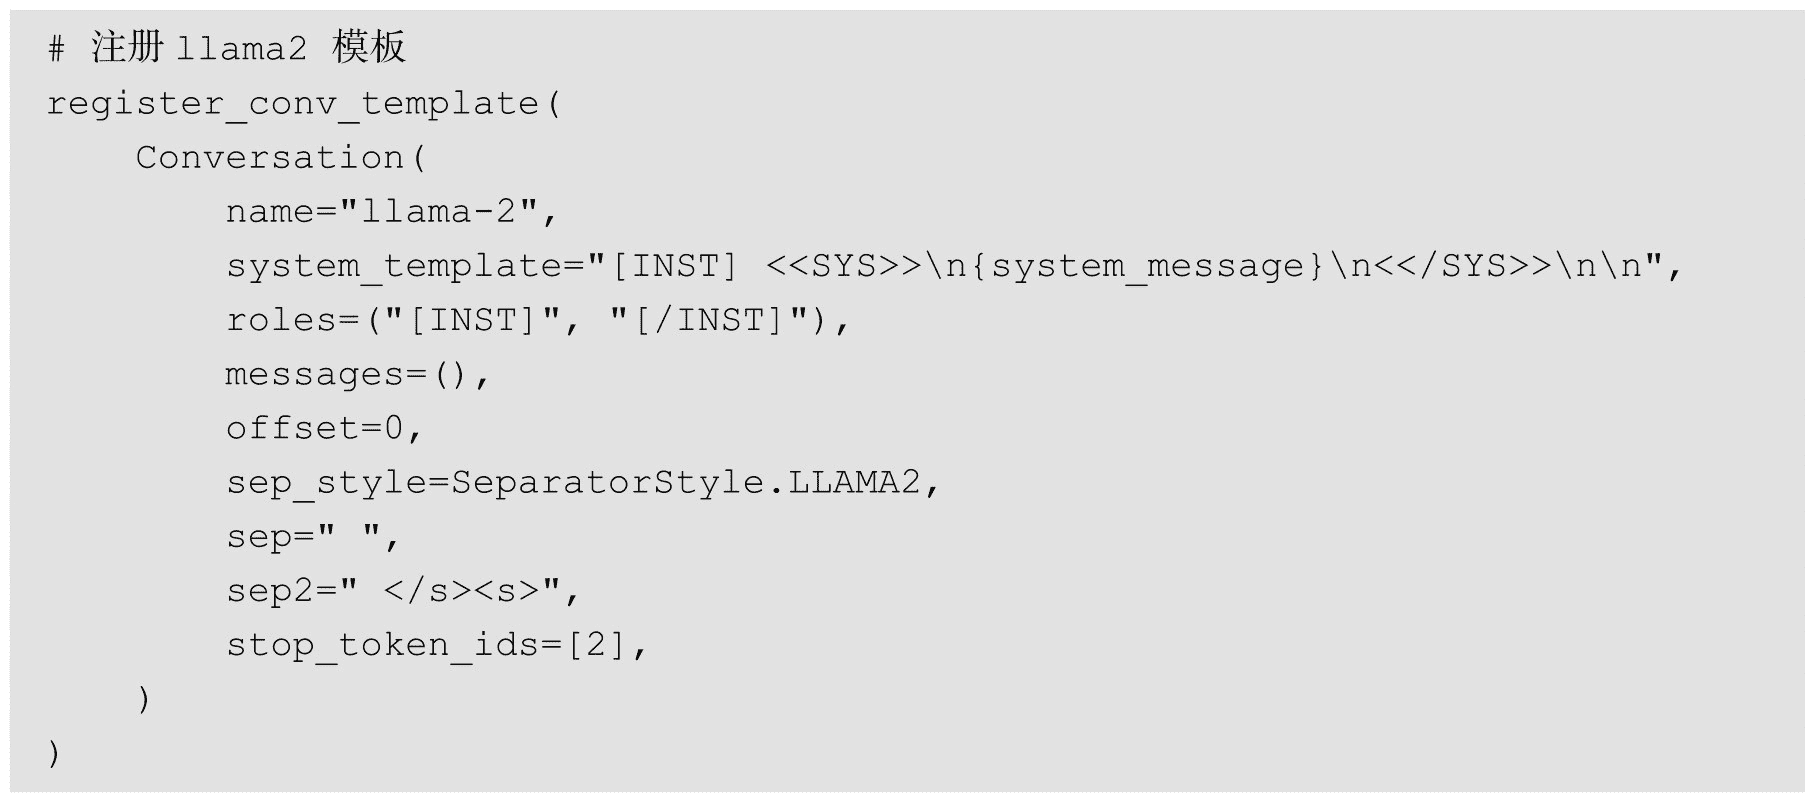 # 注册 llama2 模板
register_conv_template(
    Conversation(
        name="llama-2",
        system_template="[INST] <<SYS>>\n{system_message}\n<</SYS>>\n\n",
        roles=("[INST]", "[/INST]"),
        messages=(),
        offset=0,
        sep_style=SeparatorStyle.LLAMA2,
        sep=" ",
        sep2=" </s><s>",
        stop_token_ids=[2],
    )
)